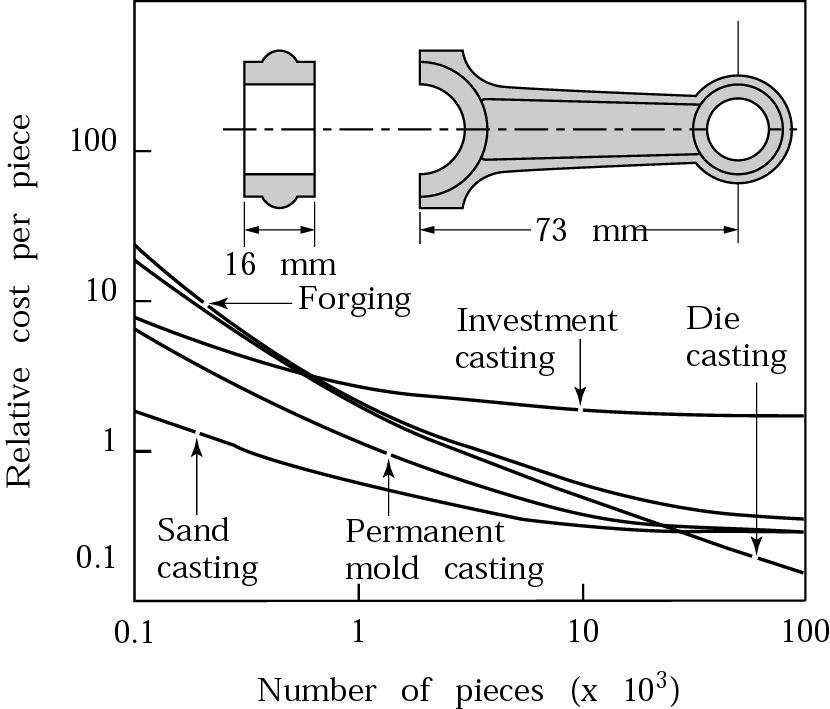 100
10
1
0.1
Relative cost per piece
16 mm
73 mm
Forging
Investment
casting
Die
casting
Sand
casting
Permanent
mold casting
0.1
1
10
100
Number of pieces (x 10³)